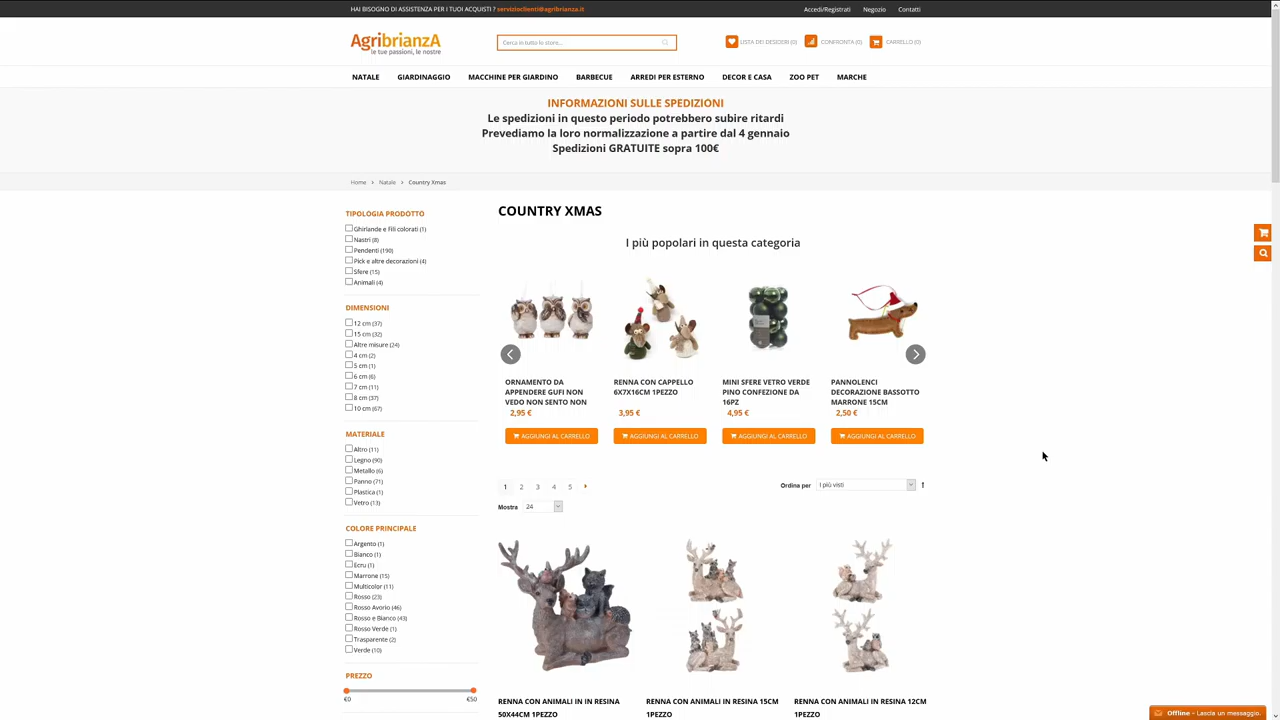 HAI BISOGNO DI ASSISTENZA PER I TUOI ACQUISTI ? servizioclienti@agribrianza.it
Accedi/Registrati
Negozio
Contatti
AgribrianzA
le tue passioni, le nostre
Cerca in tutto lo store...
LISTA DEI DESIDERI (0)
CONFRONTA (0)
CARRELLO (0)
NATALE
GIARDINAGGIO
MACCHINE PER GIARDINO
BARBECUE
ARREDI PER ESTERNO
DECOR E CASA
ZOO PET
MARCHE
INFORMAZIONI SULLE SPEDIZIONI
Le spedizioni in questo periodo potrebbero subire ritardi
Prevediamo la loro normalizzazione a partire dal 4 gennaio
Spedizioni GRATUITE sopra 100€
Home > Natale > Country Xmas
TIPOLOGIA PRODOTTO
Ghirlande e Fili colorati (1)
Nastri (8)
Pendenti (190)
Pick e altre decorazioni (4)
Sfere (15)
Animali (4)
DIMENSIONI
12 cm (37)
15 cm (32)
Altre misure (24)
4 cm (2)
5 cm (1)
6 cm (6)
7 cm (11)
8 cm (37)
10 cm (67)
MATERIALE
Altro (11)
Legno (90)
Metallo (6)
Panno (71)
Plastica (1)
Vetro (13)
COLORE PRINCIPALE
Argento (1)
Bianco (1)
Ecru (1)
Marrone (15)
Multicolor (11)
Rosso (23)
Rosso Avorio (46)
Rosso e Bianco (43)
Rosso Verde (1)
Trasparente (2)
Verde (10)
PREZZO
€0
€50
COUNTRY XMAS
I più popolari in questa categoria
ORNAMENTO DA
APPENDERE GUFI NON
VEDO NON SENTO NON
2,95 €
AGGIUNGI AL CARRELLO
RENNA CON CAPPELLO
6X7X16CM 1PEZZO
3,95 €
AGGIUNGI AL CARRELLO
MINI SFERE VETRO VERDE
PINO CONFEZIONE DA
16PZ
4,95 €
AGGIUNGI AL CARRELLO
PANNOLENCI
DECORAZIONE BASSOTTO
MARRONE 15CM
2,50 €
AGGIUNGI AL CARRELLO
1 2 3 4 5
Ordina per
I più visti
Mostra
24
RENNA CON ANIMALI IN IN RESINA
50X44CM 1PEZZO
RENNA CON ANIMALI IN RESINA 15CM
1PEZZO
RENNA CON ANIMALI IN RESINA 12CM
1PEZZO
Offline - Lascia un messaggio.